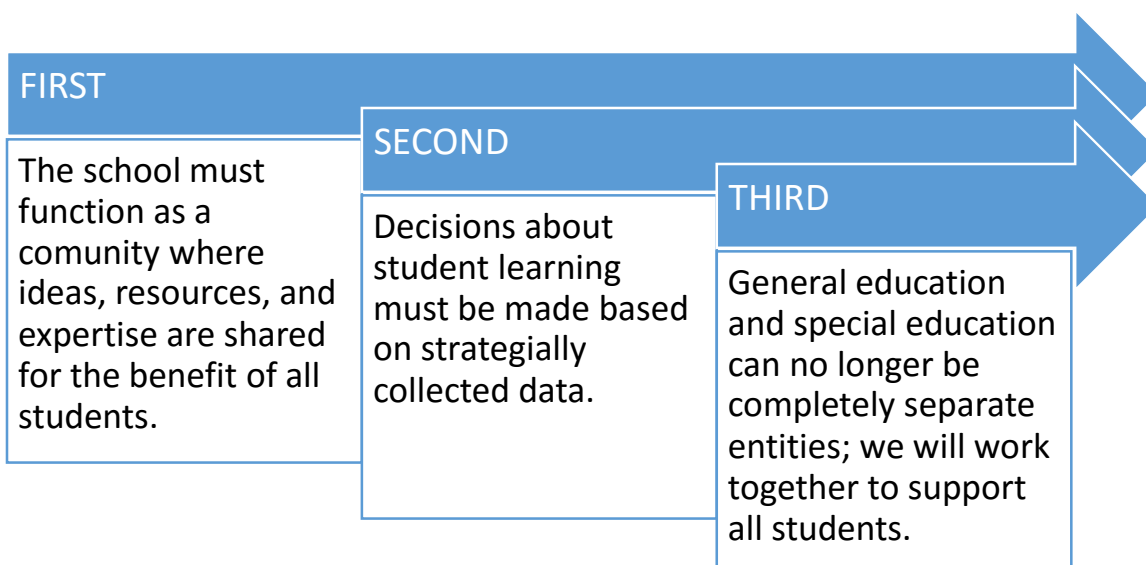 FIRST
The school must
function as a
comunity where
ideas, resources, and
expertise are shared
for the benefit of all
students.
SECOND
Decisions about
student learning
must be made based
on strategially
collected data.
THIRD
General education
and special education
can no longer be
completely separate
entities; we will work
together to support
all students.